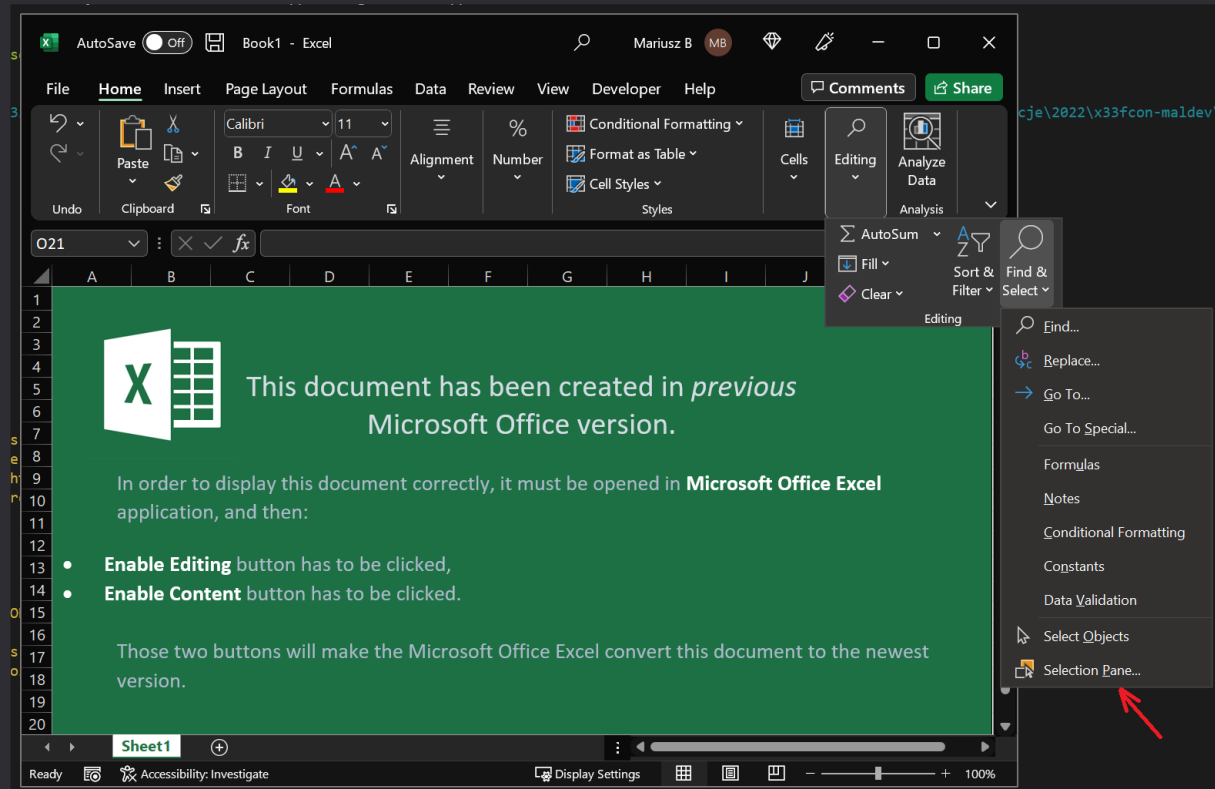 AutoSave Off Book1 - Excel Mariusz B MB
File Home Insert Page Layout Formulas Data Review View Developer Help Comments Share
cje\2022\x33fcon-maldev\
Paste
Undo
Clipboard
Calibri 11
B I U A A
A
Font
Alignment
%
Number
Conditional Formatting
Format as Table
Cell Styles
Styles
Cells
Editing
Analyze
Data
Analysis
O21 fx
AutoSum
Fill
Clear
A
Z
Sort &
Filter
Find &
Select
Editing
Find...
Replace...
Go To...
Go To Special...
Formulas
Notes
Conditional Formatting
Constants
Data Validation
Select Objects
Selection Pane...
A B C D E F G H I J
1
2
3
4
5
6
7
8
9
10
11
12
13
14
15
16
17
18
19
20
X
This document has been created in previous
Microsoft Office version.
In order to display this document correctly, it must be opened in Microsoft Office Excel
application, and then:
• Enable Editing button has to be clicked,
• Enable Content button has to be clicked.
Those two buttons will make the Microsoft Office Excel convert this document to the newest
version.
Sheet1
Ready Accessibility: Investigate Display Settings 100%